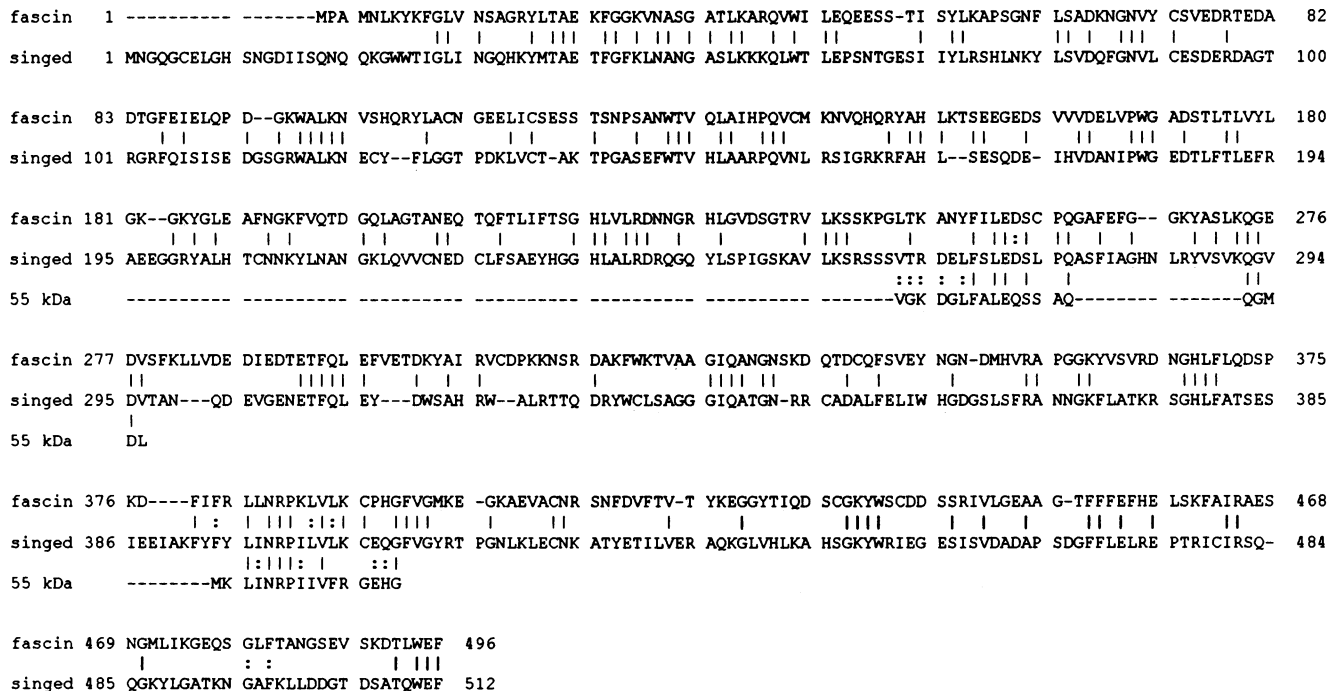 fascin 1 ---------- ---------MPA MNLKYKFGLV NSAGRYLTAE KFGGKVNASG ATLKARQVWI LEQEESS-TI SYLKAPSGNF LSADKNGNVY CSVEDRTEDA 82
singed 1 MNGQGCELGH SNGDIISQNQ QKGWWTIGLI NGQHKYMTAE TFGFKLNANG ASLKKKQLWT LEPSNTGESI IYLRSHLNKY LSVDQFGNVL CESDERDAGT 100
fascin 83 DTGFEIELQP D--GKWALKN VSHQRYLACN GEELICSESS TSNPSANWTV QLAIHPQVCM KNVQHQRYAH LKTSEEGEDS VVVDELVPWG ADSTLTLVYL 180
singed 101 RGRFQISISE DGSGRWALKN ECY--FLGGT PDKLVCT-AK TPGASEFWTV HLAARPQVNL RSIGRKRFAH L--SESQDE- IHVDANIPWG EDTLFTLEFR 194
fascin 181 GK--GKYGLE AFNGKFVQTD GQLAGTANEQ TQFTLIFTSG HLVLRDNNGR HLGVDSGTRV LKSSKPGLTK ANYFILEDSC PQGAFEFG-- GKYASLKQGE 276
singed 195 AEEGGRYALH TCNNKYLNAN GKLQVVCNED CLFSAEYHGG HLALRDRQGQ YLSPIGSKAV LKSRSSSVTR DELFSLEDSL PQASFIAGHN LRYVSVKQGV 294
55 kDa ---------- ---------- ---------- ---------- ---------- ---------- -------VGK DGLFALEQSS AQ-------- -------QGM
fascin 277 DVSFKLLVDE DIEDTETFQL EFVETDKYAI RVCDPKKNSR DAKFWKTVAA GIQANGNSKD QTDCQFSVEY NGN-DMHVRA PGGKYVSVRD NGHLFLQDSP 375
singed 295 DVTAN---QD EVGENETFQL EY---DWSAH RW--ALRTTQ DRYWCLSAGG GIQATGN-RR CADALFELIW HGDGSLSFRA NNGKFLATKR SGHLFATSES 385
55 kDa DL
fascin 376 KD----FIFR LLNRPKLVLK CPHGFVGMKE -GKAEVACNR SNFDVFTV-T YKEGGYTIQD SCGKYWSCDD SSRIVLGEAA G-TFFFEFHE LSKFAIRAES 468
singed 386 IEEIAKFYFY LINRPILVLK CEQGFVGYRT PGNLKLECNK ATYETILVER AQKGLVHLKA HSGKYWRIEG ESISVDADAP SDGFFLELRE PTRICIRSQ- 484
55 kDa --------MK LINRPIIVFR GEHG
fascin 469 NGMLIKGEQS GLFTANGSEV SKDTLWEF 496
singed 485 QGKYLGATKN GAFKLLDDGT DSATQWEF 512